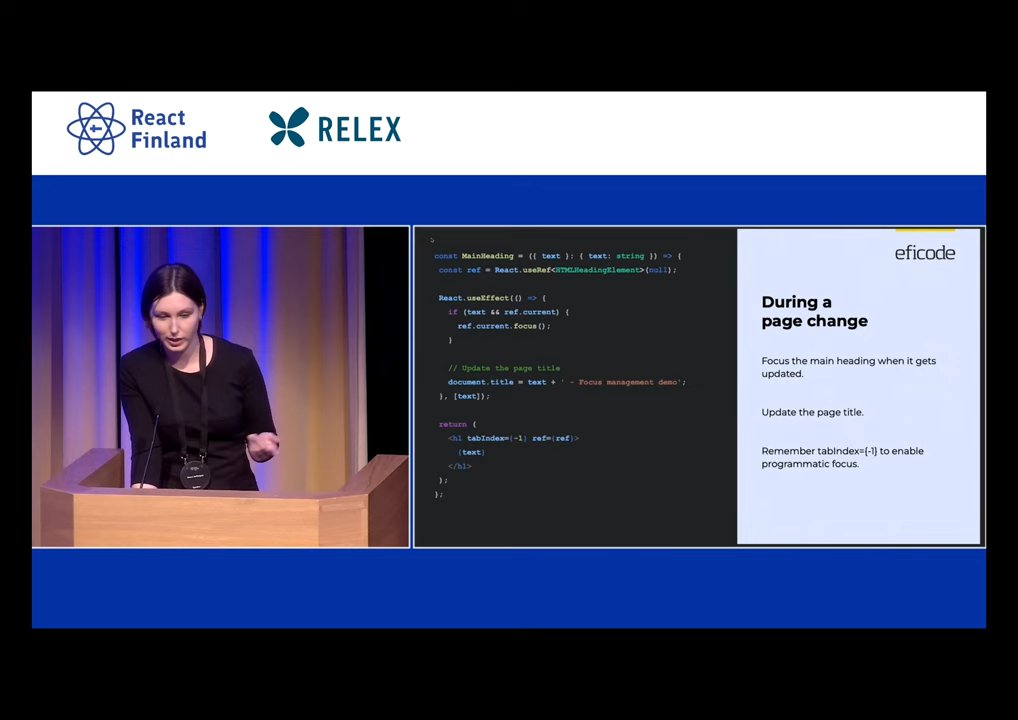 React
Finland
RELEX
const MainHeading = ({ text }: { text: string }) => {
const ref = React.useRef<HTMLHeadingElement>(null);
React.useEffect(() => {
if (text && ref.current) {
ref.current.focus();
}
// Update the page title
document.title = text + ' - Focus management demo';
}, [text]);
return (
<h1 tabIndex={-1} ref={ref}>
{text}
</h1>
);
};
eficode
During a
page change
Focus the main heading when it gets
updated.
Update the page title.
Remember tabIndex={-1} to enable
programmatic focus.